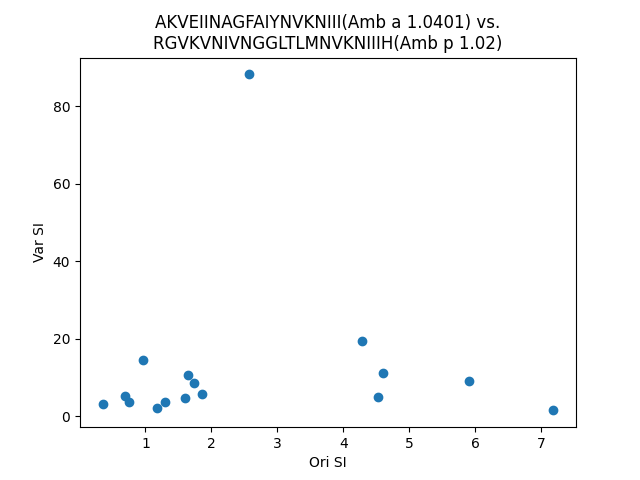 AKVEIINAGFAIYNVKNIII(Amb a 1.0401) vs.
RGVKVNIVNGGLTLMNVKNIIIH(Amb p 1.02)
80
60
40
20
0
Var SI
1 2 3 4 5 6 7
Ori SI